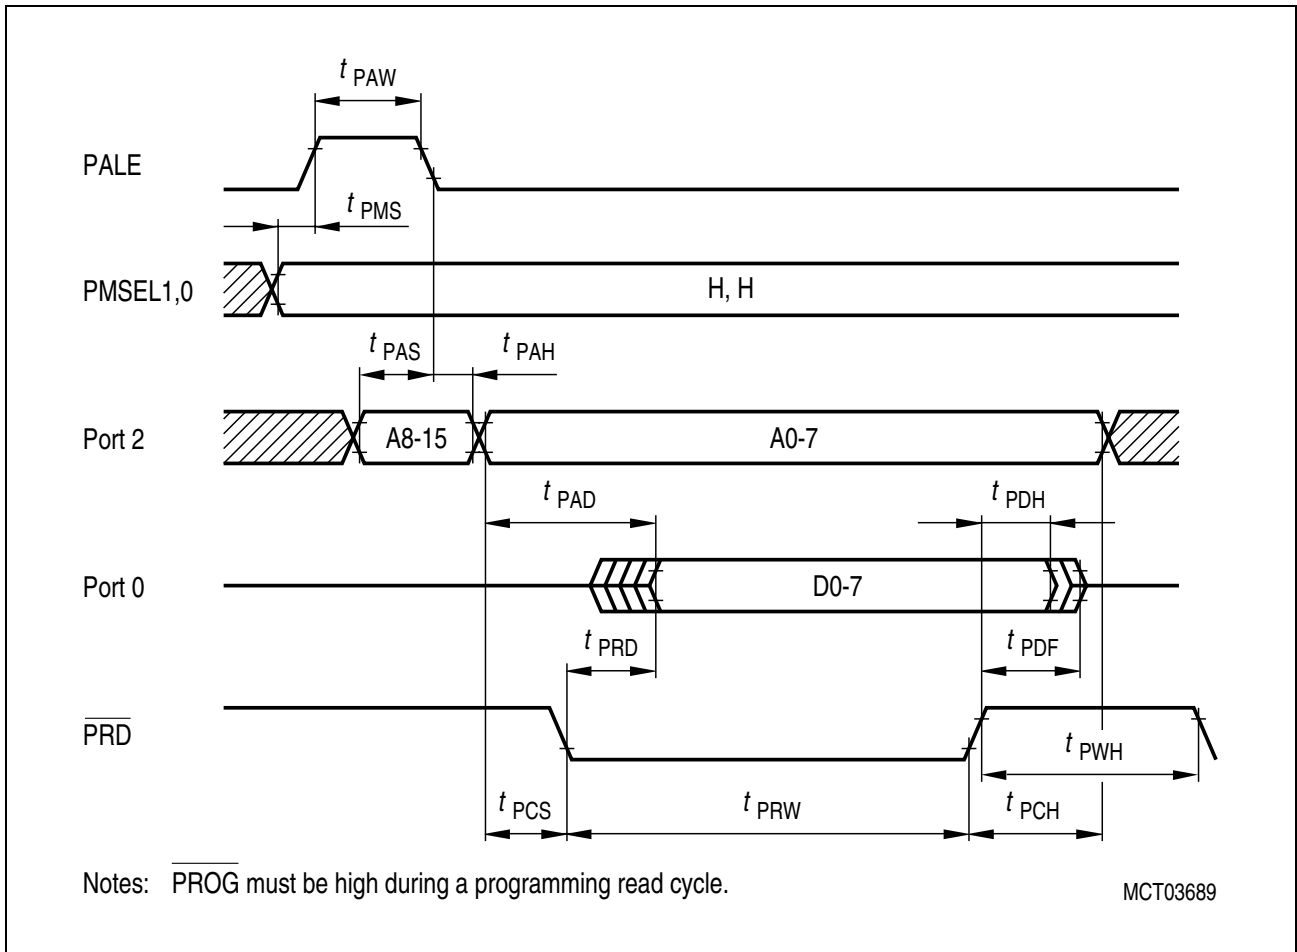 t PAW
PALE
t PMS
PMSEL1,0
H, H
t PAS
t PAH
Port 2
A8-15
A0-7
t PAD
t PDH
Port 0
D0-7
t PRD
t PDF
PRD
t PWH
t PCS
t PRW
t PCH
Notes: PROG must be high during a programming read cycle.
MCT03689